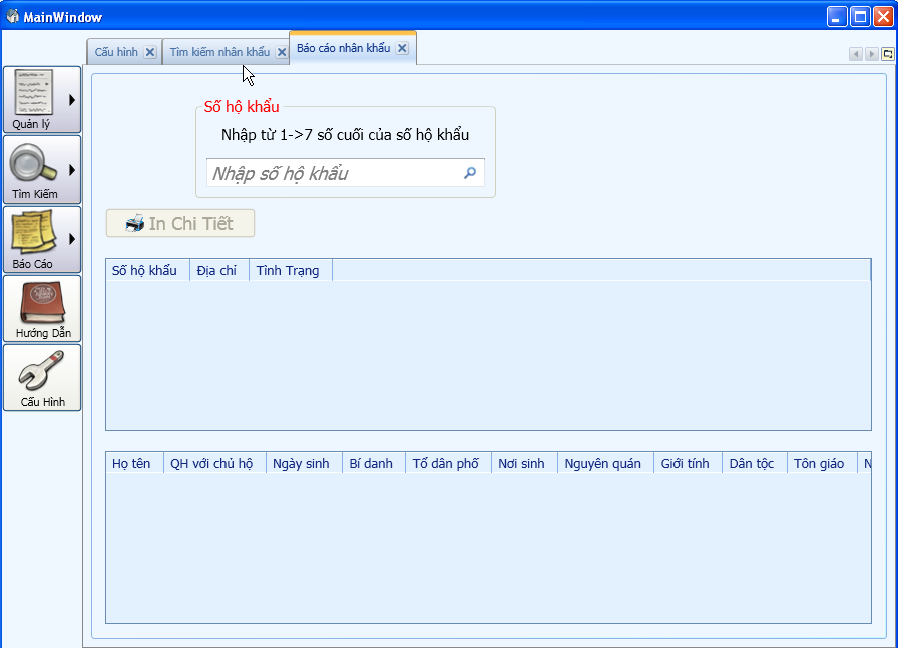 MainWindow
Cấu hình
Tìm kiếm nhân khẩu
Báo cáo nhân khẩu
Quản lý
Tìm Kiếm
Báo Cáo
Hướng Dẫn
Cấu Hình
Số hộ khẩu
Nhập từ 1->7 số cuối của số hộ khẩu
Nhập số hộ khẩu
In Chi Tiết
Số hộ khẩu Địa chỉ Tình Trạng
Họ tên QH với chủ hộ Ngày sinh Bí danh Tổ dân phố Nơi sinh Nguyên quán Giới tính Dân tộc Tôn giáo